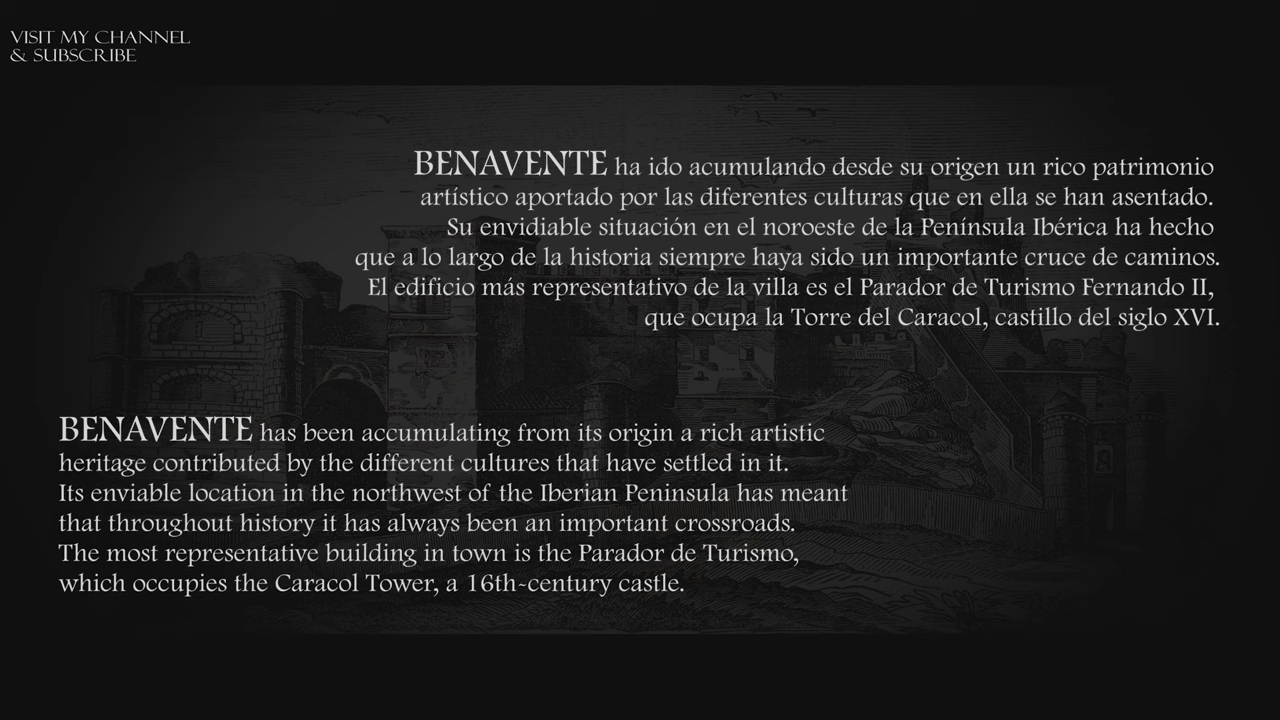 VISIT MY CHANNEL
& SUBSCRIBE
BENAVENTE ha ido acumulando desde su origen un rico patrimonio
artístico aportado por las diferentes culturas que en ella se han asentado.
Su envidiable situación en el noroeste de la Península Ibérica ha hecho
que a lo largo de la historia siempre haya sido un importante cruce de caminos.
El edificio más representativo de la villa es el Parador de Turismo Fernando II,
que ocupa la Torre del Caracol, castillo del siglo XVI.
BENAVENTE has been accumulating from its origin a rich artistic
heritage contributed by the different cultures that have settled in it.
Its enviable location in the northwest of the Iberian Peninsula has meant
that throughout history it has always been an important crossroads.
The most representative building in town is the Parador de Turismo,
which occupies the Caracol Tower, a 16th-century castle.